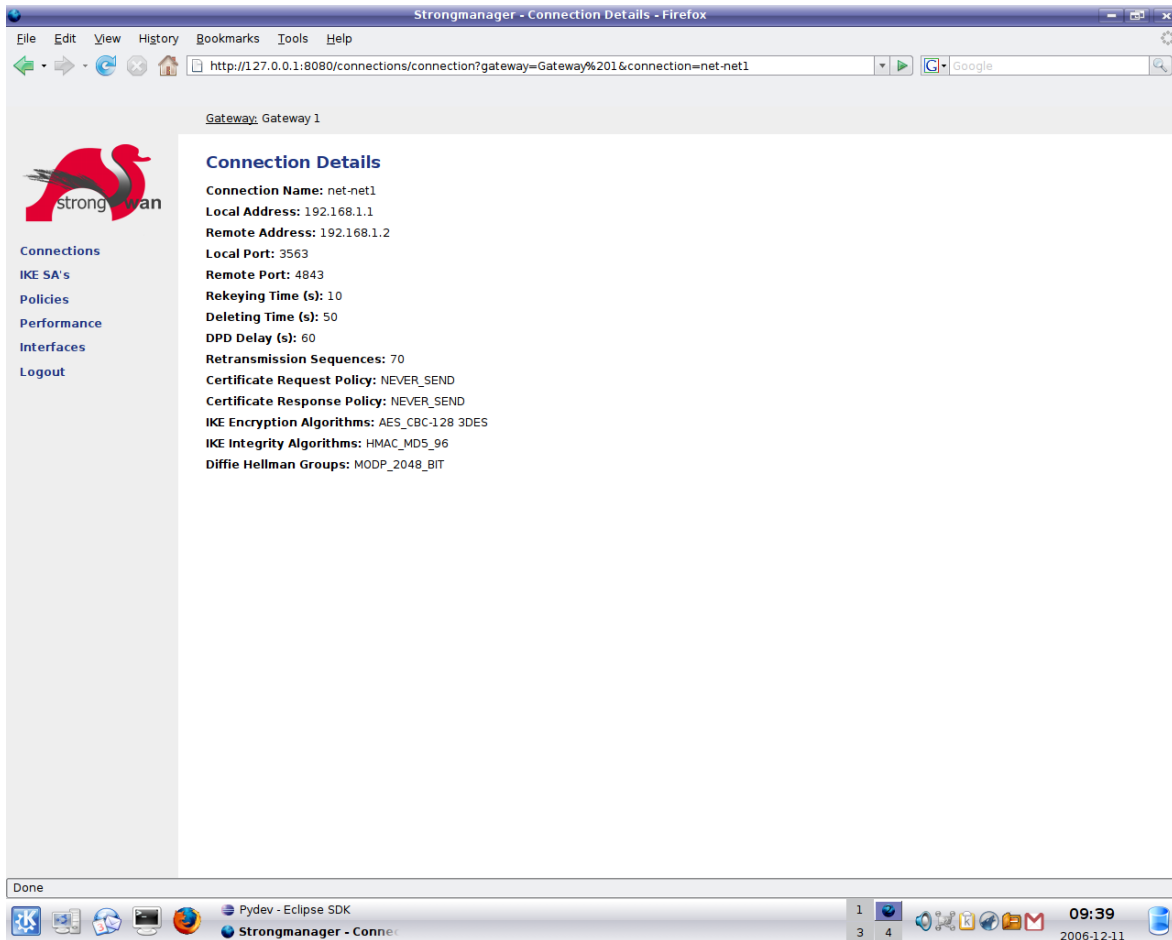 Strongmanager - Connection Details - Firefox
File Edit View History Bookmarks Tools Help
http://127.0.0.1:8080/connections/connection?gateway=Gateway%201&connection=net-net1
G Google
Gateway: Gateway 1
strongswan
Connections
IKE SA's
Policies
Performance
Interfaces
Logout
Connection Details
Connection Name: net-net1
Local Address: 192.168.1.1
Remote Address: 192.168.1.2
Local Port: 3563
Remote Port: 4843
Rekeying Time (s): 10
Deleting Time (s): 50
DPD Delay (s): 60
Retransmission Sequences: 70
Certificate Request Policy: NEVER_SEND
Certificate Response Policy: NEVER_SEND
IKE Encryption Algorithms: AES_CBC-128 3DES
IKE Integrity Algorithms: HMAC_MD5_96
Diffie Hellman Groups: MODP_2048_BIT
Done
Pydev - Eclipse SDK
Strongmanager - Connec
1
3 4
09:39
2006-12-11